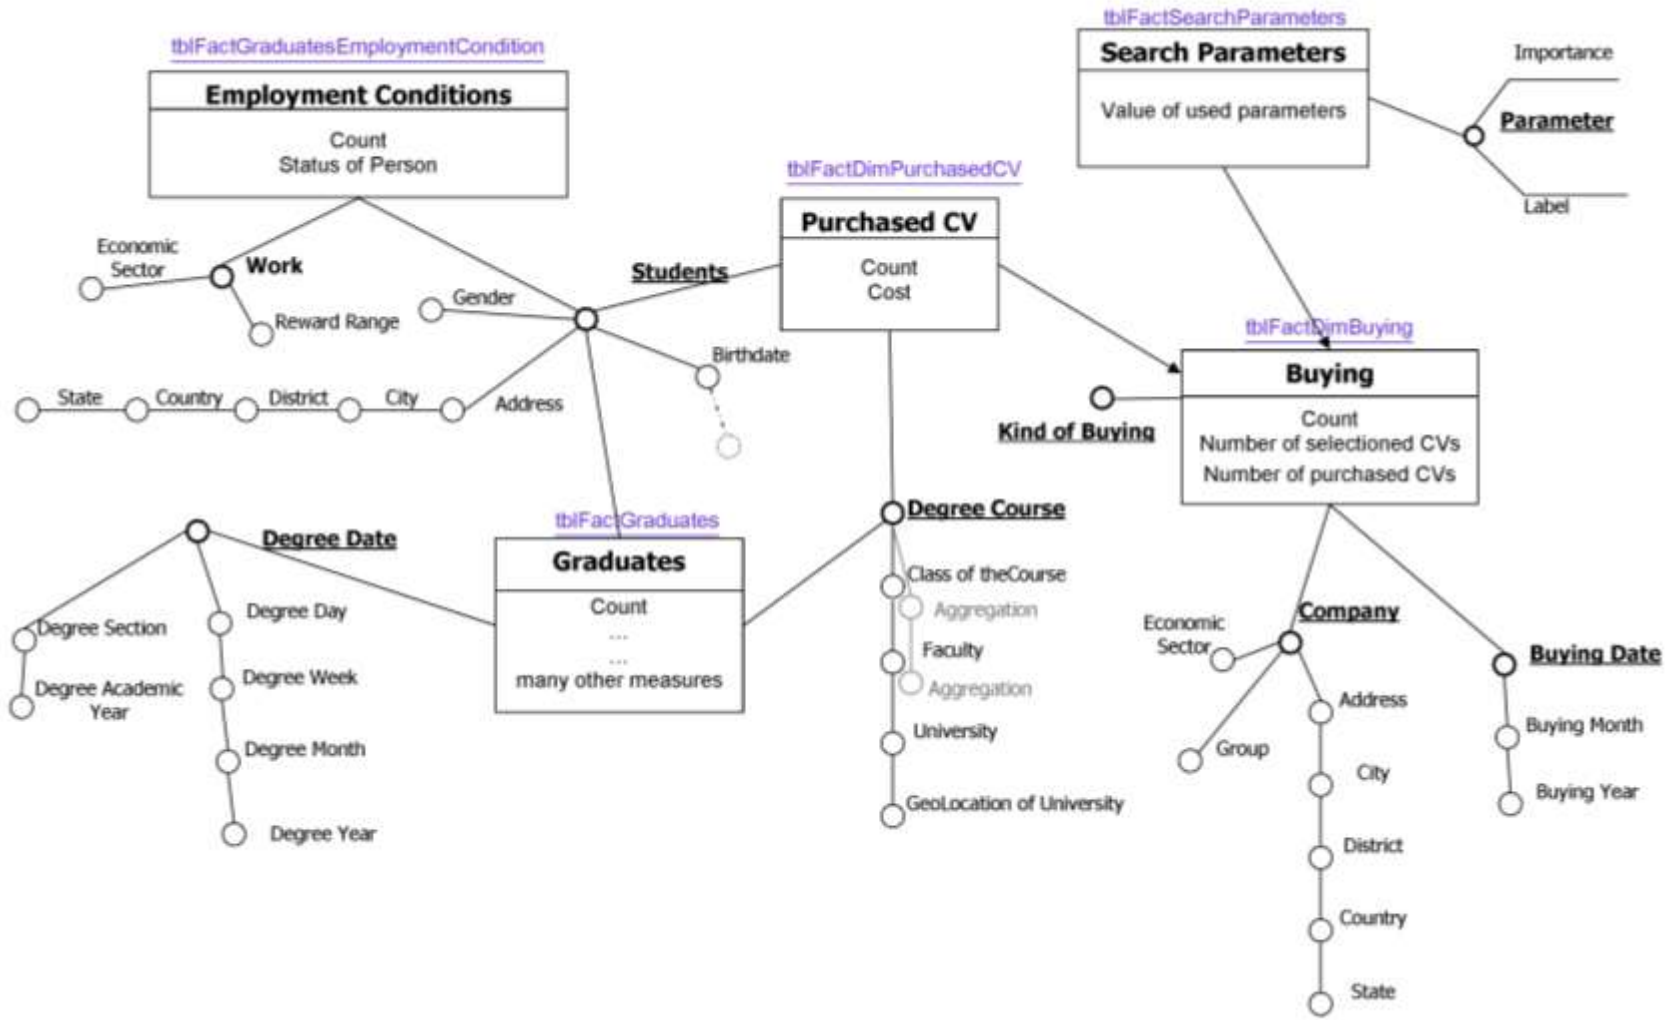 tblFactGraduatesEmploymentCondition
Employment Conditions
Count
Status of Person
tblFactSearchParameters
Search Parameters
Value of used parameters
Importance
Parameter
Label
tblFactDimPurchasedCV
Purchased CV
Count
Cost
Economic
Sector
Work
Reward Range
Students
Gender
Birthdate
State
Country
District
City
Address
tblFactDimBuying
Buying
Count
Number of selectioned CVs
Number of purchased CVs
Kind of Buying
Degree Date
Degree Section
Degree Academic
Year
Degree Day
Degree Week
Degree Month
Degree Year
tblFactGraduates
Graduates
Count
...
...
many other measures
Degree Course
Class of theCourse
Aggregation
Faculty
Aggregation
University
GeoLocation of University
Economic
Sector
Company
Group
Address
City
District
Country
State
Buying Date
Buying Month
Buying Year